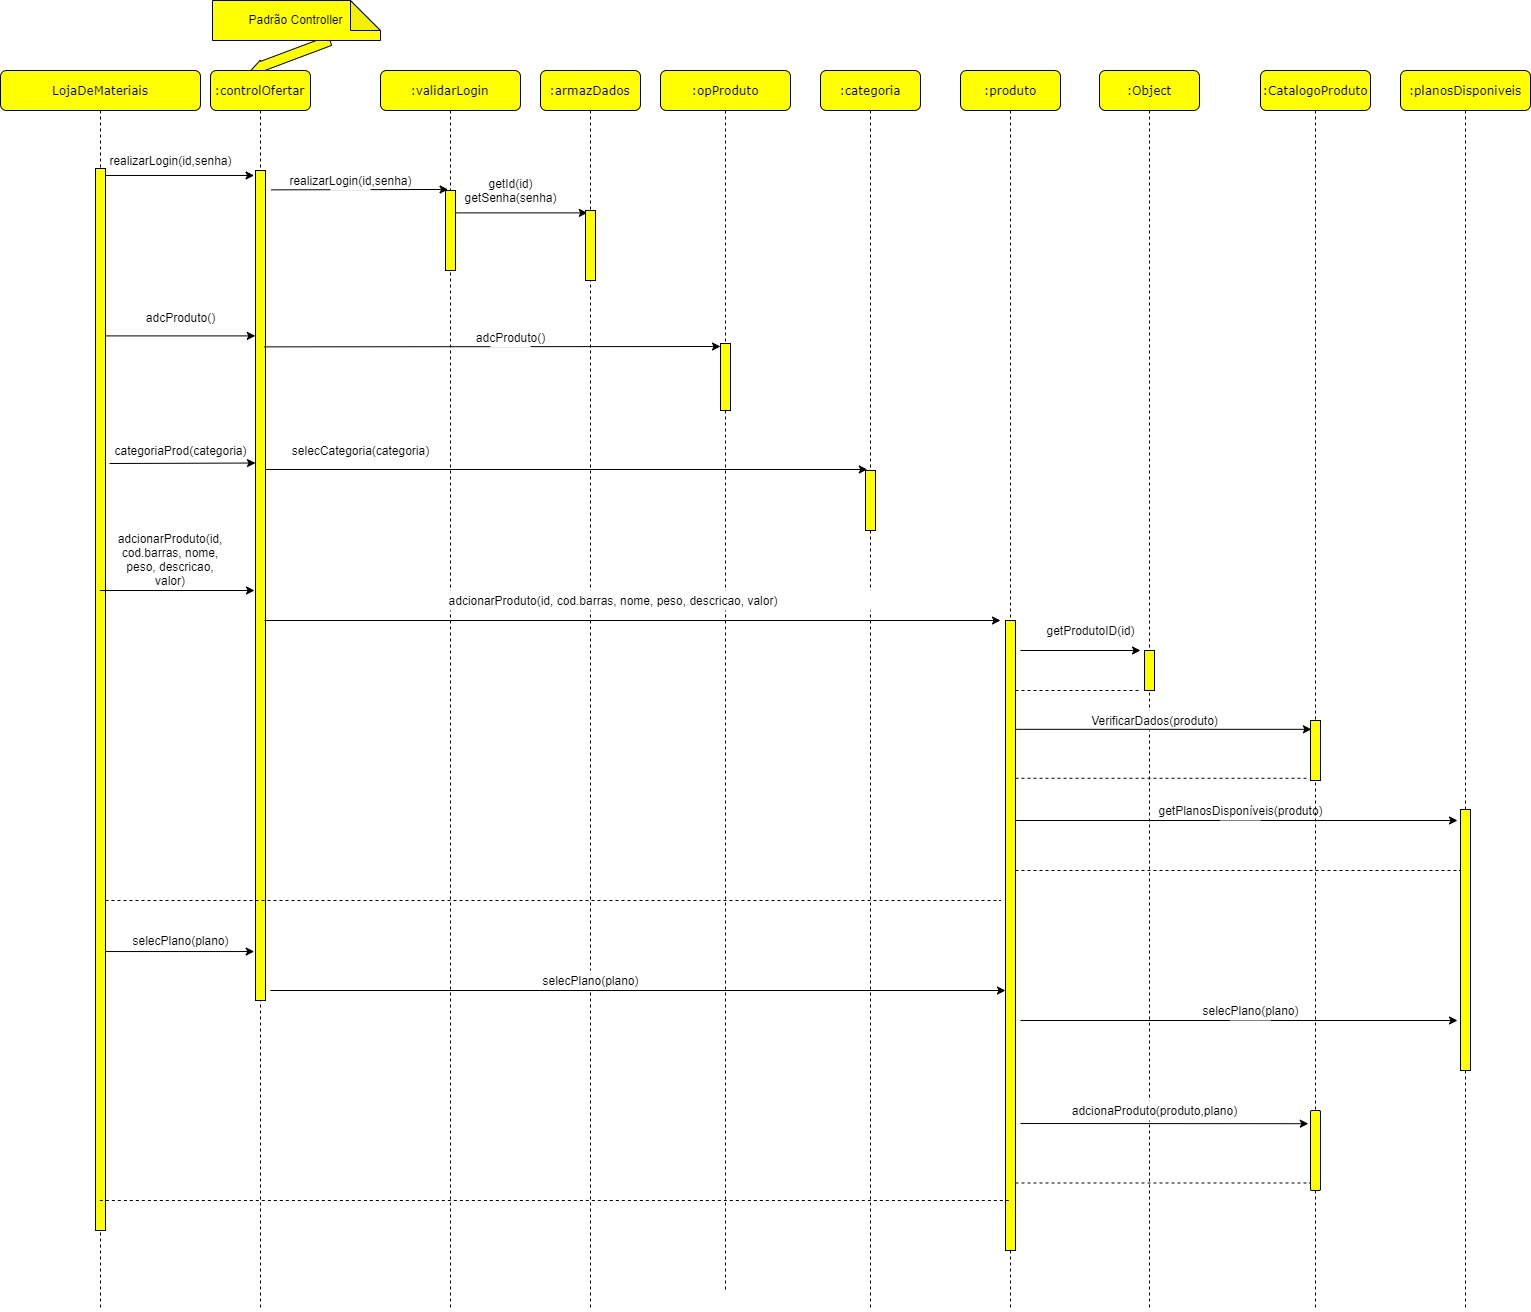 Padrão Controller
LojaDeMateriais
:controlOfertar
:validarLogin
:armazDados
:opProduto
:categoria
:produto
:Object
:CatalogoProduto
:planosDisponiveis
realizarLogin(id,senha)
realizarLogin(id,senha)
getId(id)
getSenha(senha)
adcProduto()
adcProduto()
categoriaProd(categoria)
selecCategoria(categoria)
adcionarProduto(id,
cod.barras, nome,
peso, descricao,
valor)
adcionarProduto(id, cod.barras, nome, peso, descricao, valor)
getProdutoID(id)
VerificarDados(produto)
getPlanosDisponíveis(produto)
selecPlano(plano)
selecPlano(plano)
selecPlano(plano)
adcionaProduto(produto,plano)